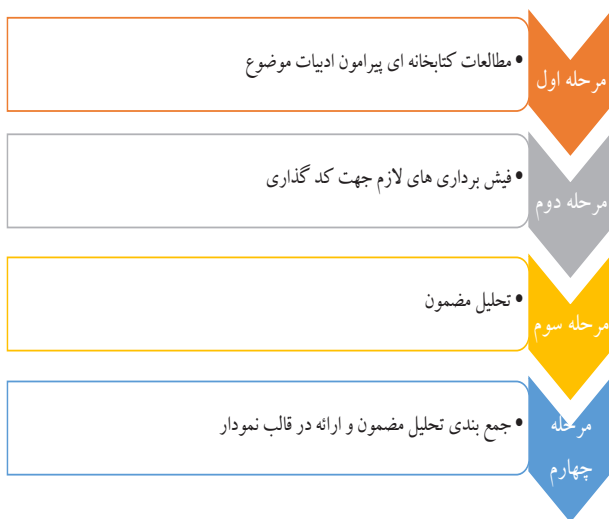 مرحله اول
• مطالعات کتابخانه ای پیرامون ادبیات موضوع
مرحله دوم
• فیش برداری های لازم جهت کد گذاری
مرحله سوم
• تحلیل مضمون
مرحله
چهارم
• جمع بندی تحلیل مضمون و ارائه در قالب نمودار